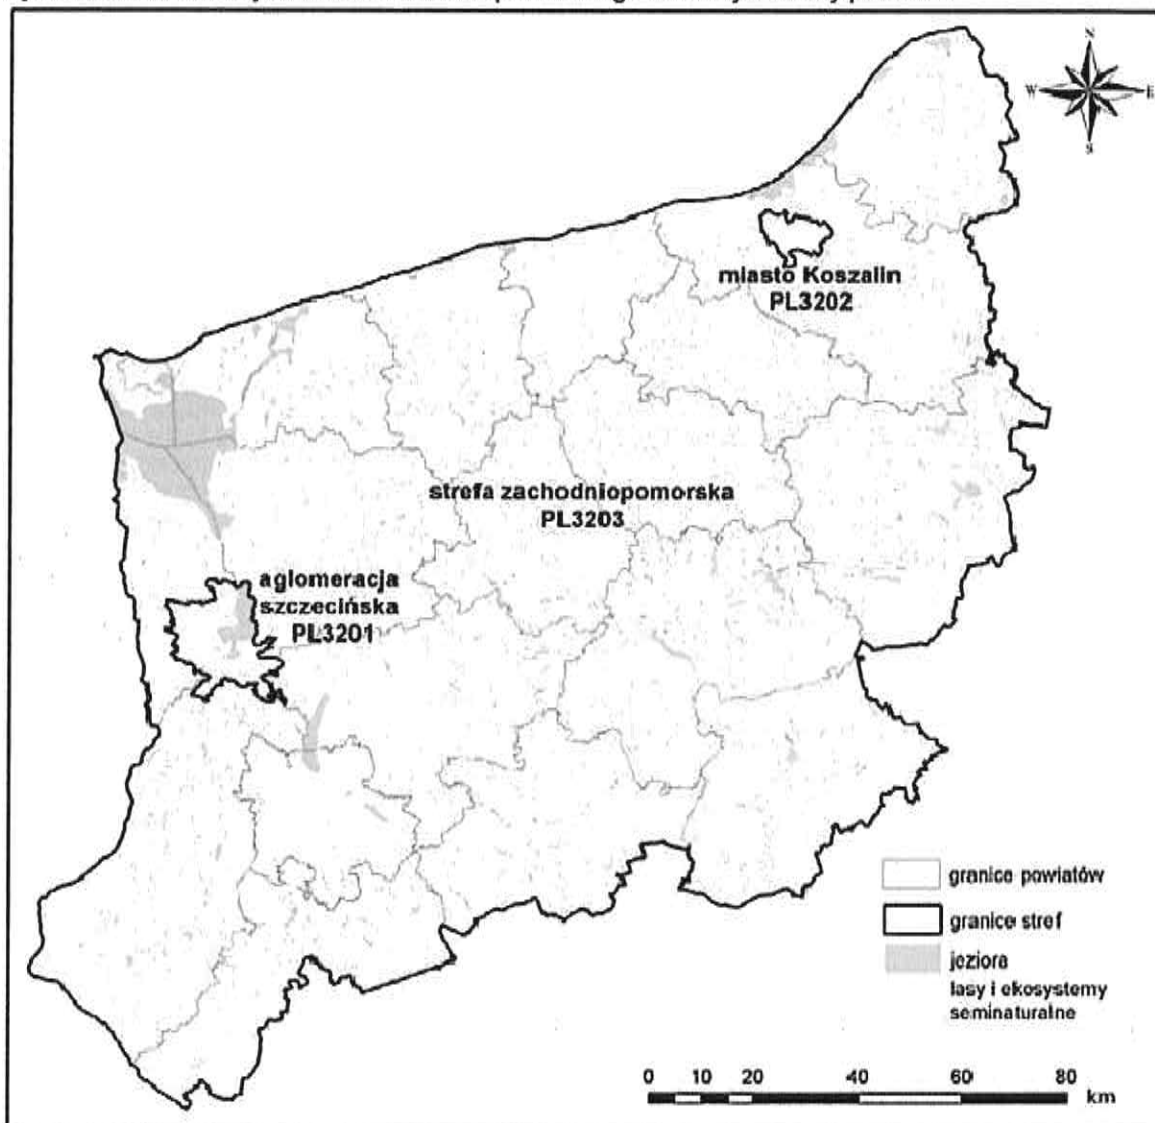 N
W E
S
miasto Koszalin
PL3202
strefa zachodniopomorska
PL3203
aglomeracja
szczecińska
PL3201
granice powiatów
granice stref
jeziora
lasy i ekosystemy
seminaturalne
0 10 20 40 60 80
km